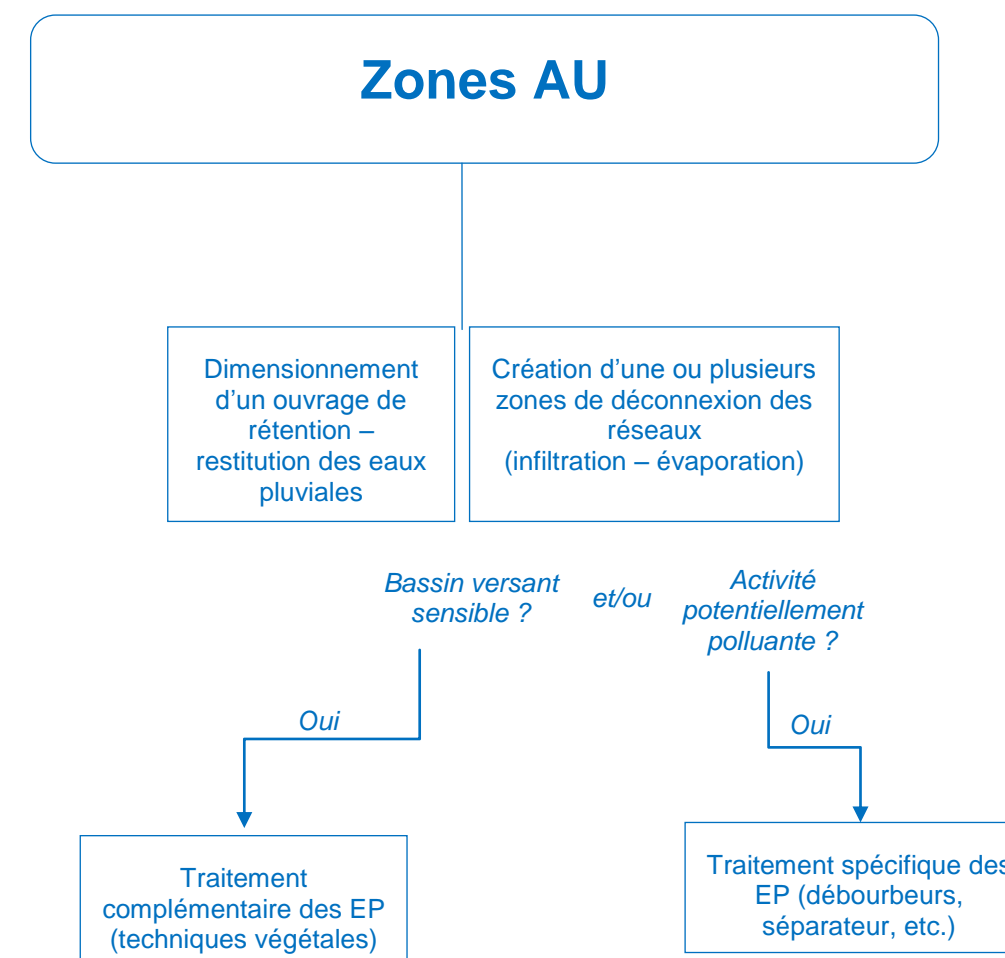 Zones AU
Dimensionnement
d’un ouvrage de
rétention –
restitution des eaux
pluviales
Création d’une ou plusieurs
zones de déconnexion des
réseaux
(infiltration – évaporation)
Bassin versant
sensible ?
et/ou
Activité
potentiellement
polluante ?
Oui
Oui
Traitement
complémentaire des EP
(techniques végétales)
Traitement spécifique des
EP (débourbeurs,
séparateur, etc.)